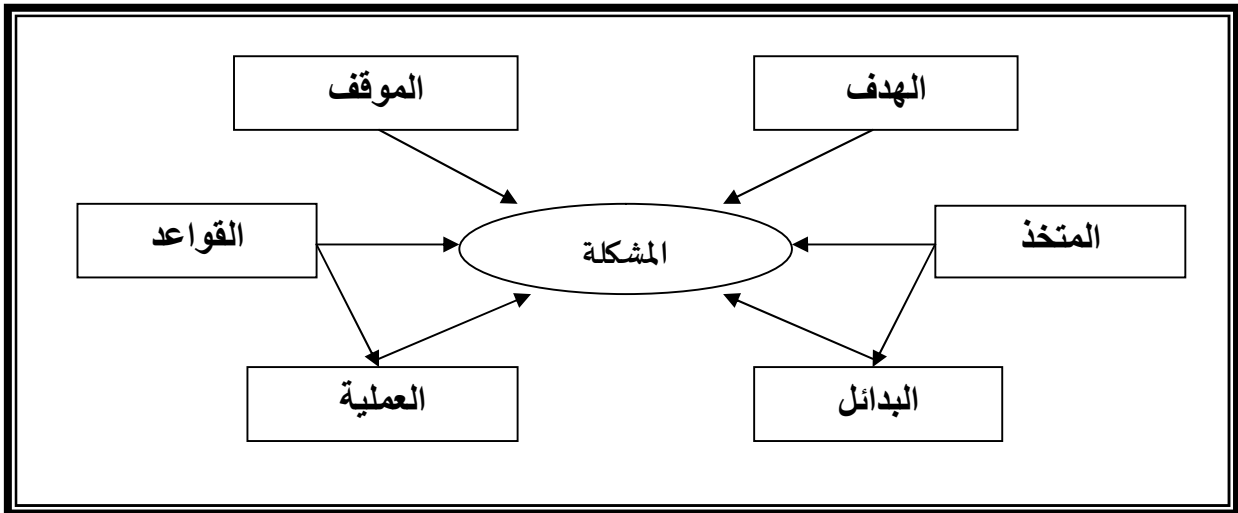 الهدف
الموقف
المتخذ
المشكلة
القواعد
البدائل
العملية